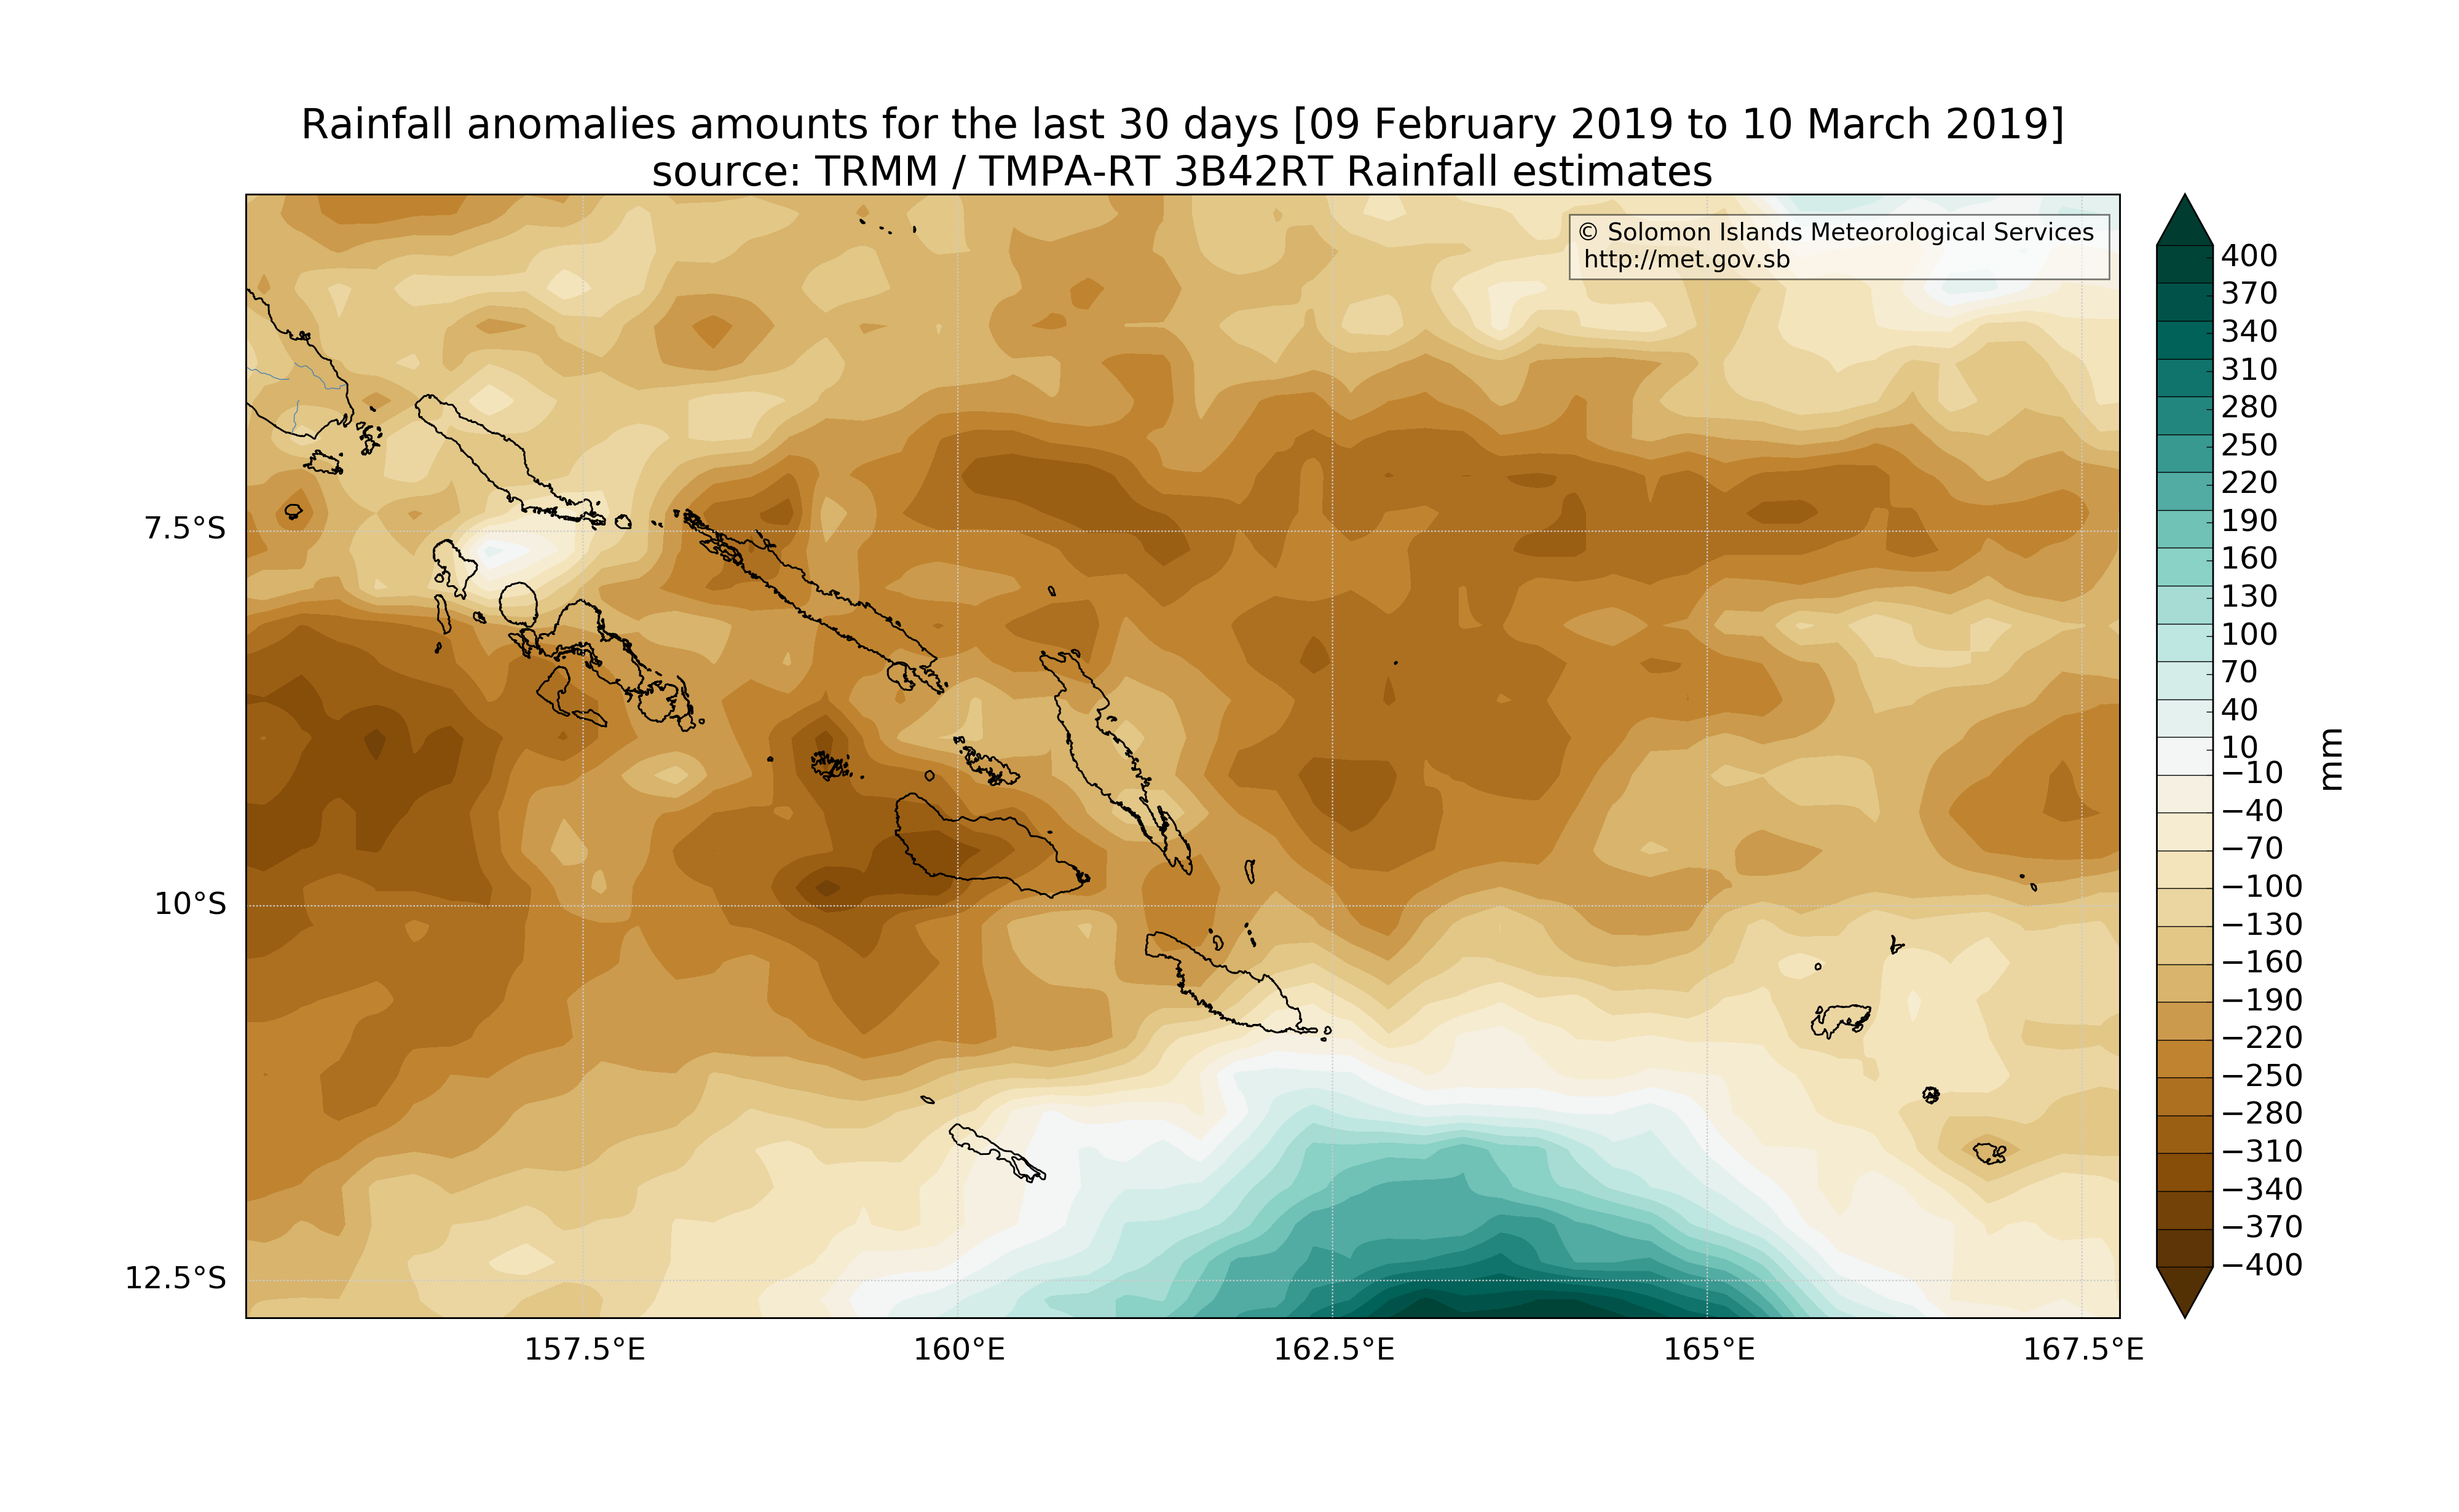 Rainfall anomalies amounts for the last 30 days [09 February 2019 to 10 March 2019]
source: TRMM / TMPA-RT 3B42RT Rainfall estimates
© Solomon Islands Meteorological Services
http://met.gov.sb
7.5°S
10°S
12.5°S
157.5°E
160°E
162.5°E
165°E
167.5°E
400
370
340
310
280
250
220
190
160
130
100
70
40
10
−10
−40
−70
−100
−130
−160
−190
−220
−250
−280
−310
−340
−370
−400
mm